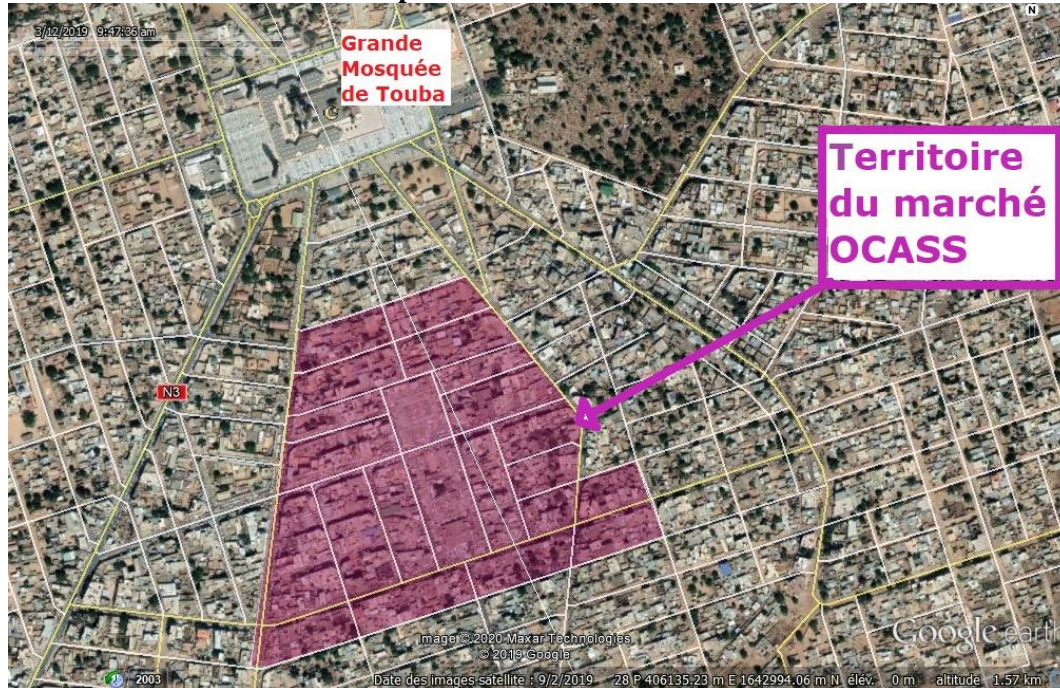 3/12/2019 9:47:36 am
N
Grande
Mosquée
de Touba
Territoire
du marché
OCASS
N3
Image © 2020 Maxar Technologies
© 2019 Google
Google eart
2003
Date des images satellite : 9/2/2019 28 P 406135.23 m E 1642994.06 m N élév. 0 m altitude 1.57 km